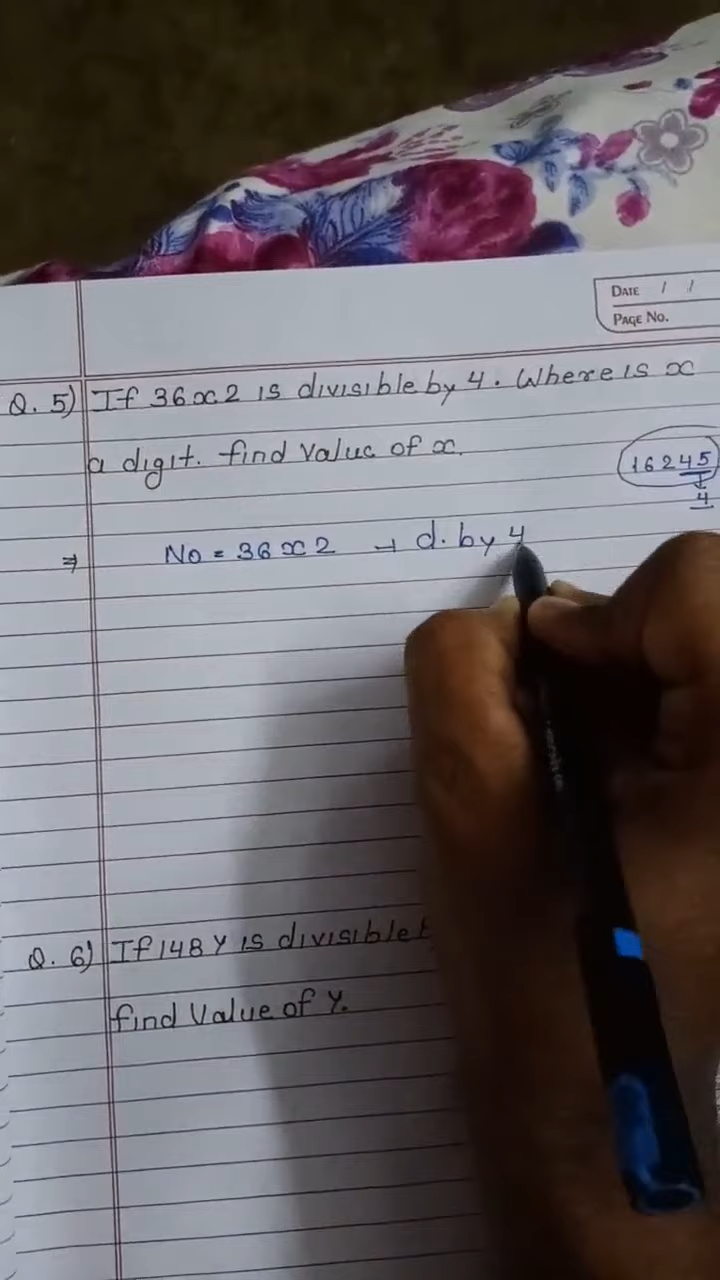 DATE / /
PAGE No.
Q. 5) If 36x2 is divisible by 4. Where is x
a digit. find Value of x.
16245
4
⇒ No = 36x2 → d. by 4
Q. 6) If 148Y is divisible
find Value of Y.